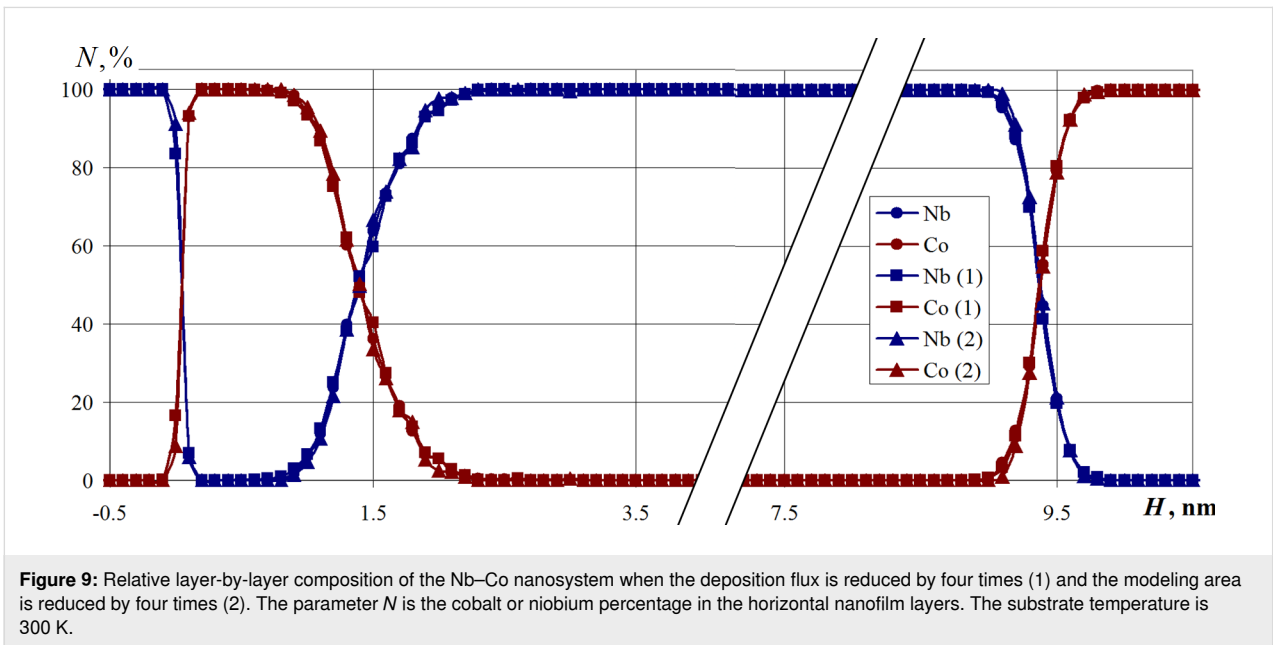 N,%
100
80
60
40
20
0
-0.5
1.5
3.5
7.5
9.5
H, nm
Nb
Co
Nb (1)
Co (1)
Nb (2)
Co (2)
Figure 9: Relative layer-by-layer composition of the Nb–Co nanosystem when the deposition flux is reduced by four times (1) and the modeling area
is reduced by four times (2). The parameter N is the cobalt or niobium percentage in the horizontal nanofilm layers. The substrate temperature is
300 K.